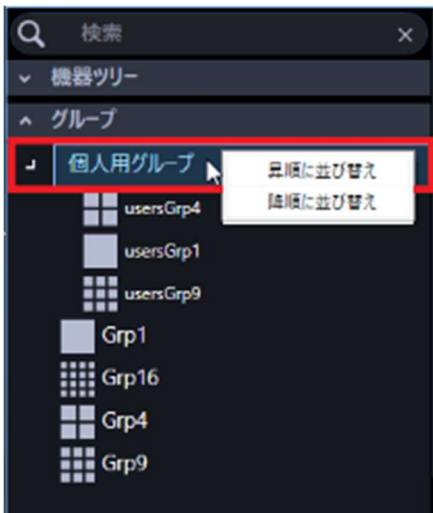 検索
機器ツリー
グループ
個人用グループ
昇順に並び替え
降順に並び替え
usersGrp4
usersGrp1
usersGrp9
Grp1
Grp16
Grp4
Grp9